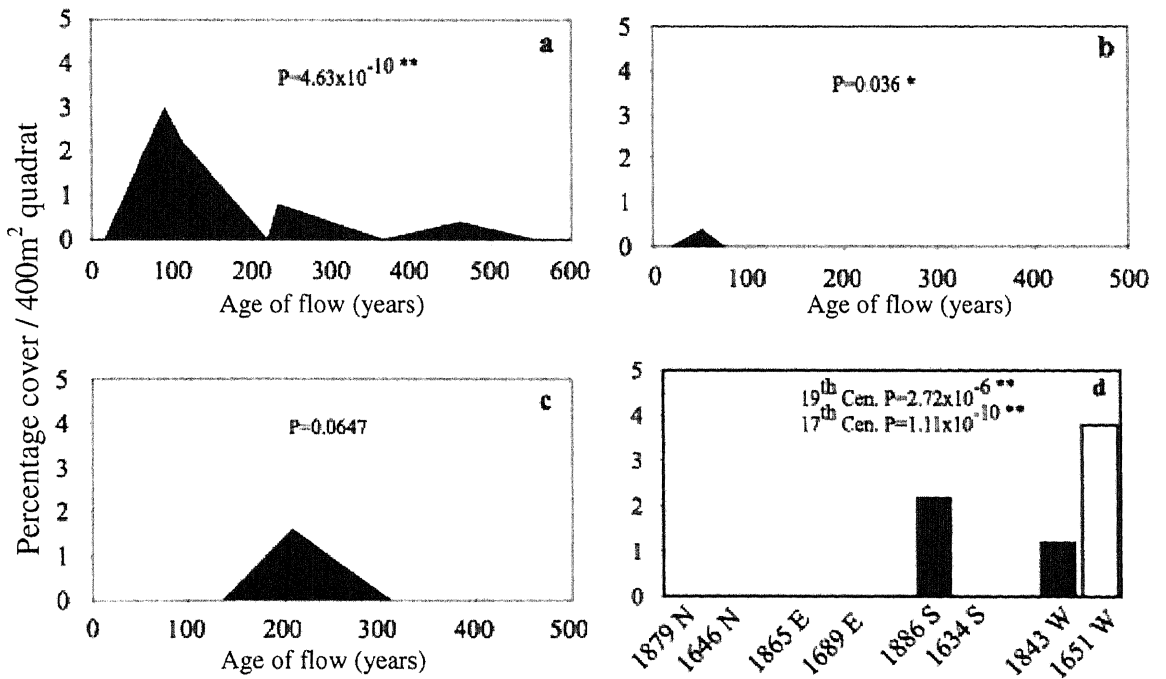 Percentage cover / 400m² quadrat
5
4
3
2
1
0
a
P=4.63x10⁻¹⁰ **
0 100 200 300 400 500 600
Age of flow (years)
5
4
3
2
1
0
b
P=0.036 *
0 100 200 300 400 500
Age of flow (years)
5
4
3
2
1
0
c
P=0.0647
0 100 200 300 400 500
Age of flow (years)
5
4
3
2
1
0
d
19th Cen. P=2.72x10⁻⁶ **
17th Cen. P=1.11x10⁻¹⁰ **
1879 N
1646 N
1865 E
1689 E
1886 S
1634 S
1843 W
1651 W